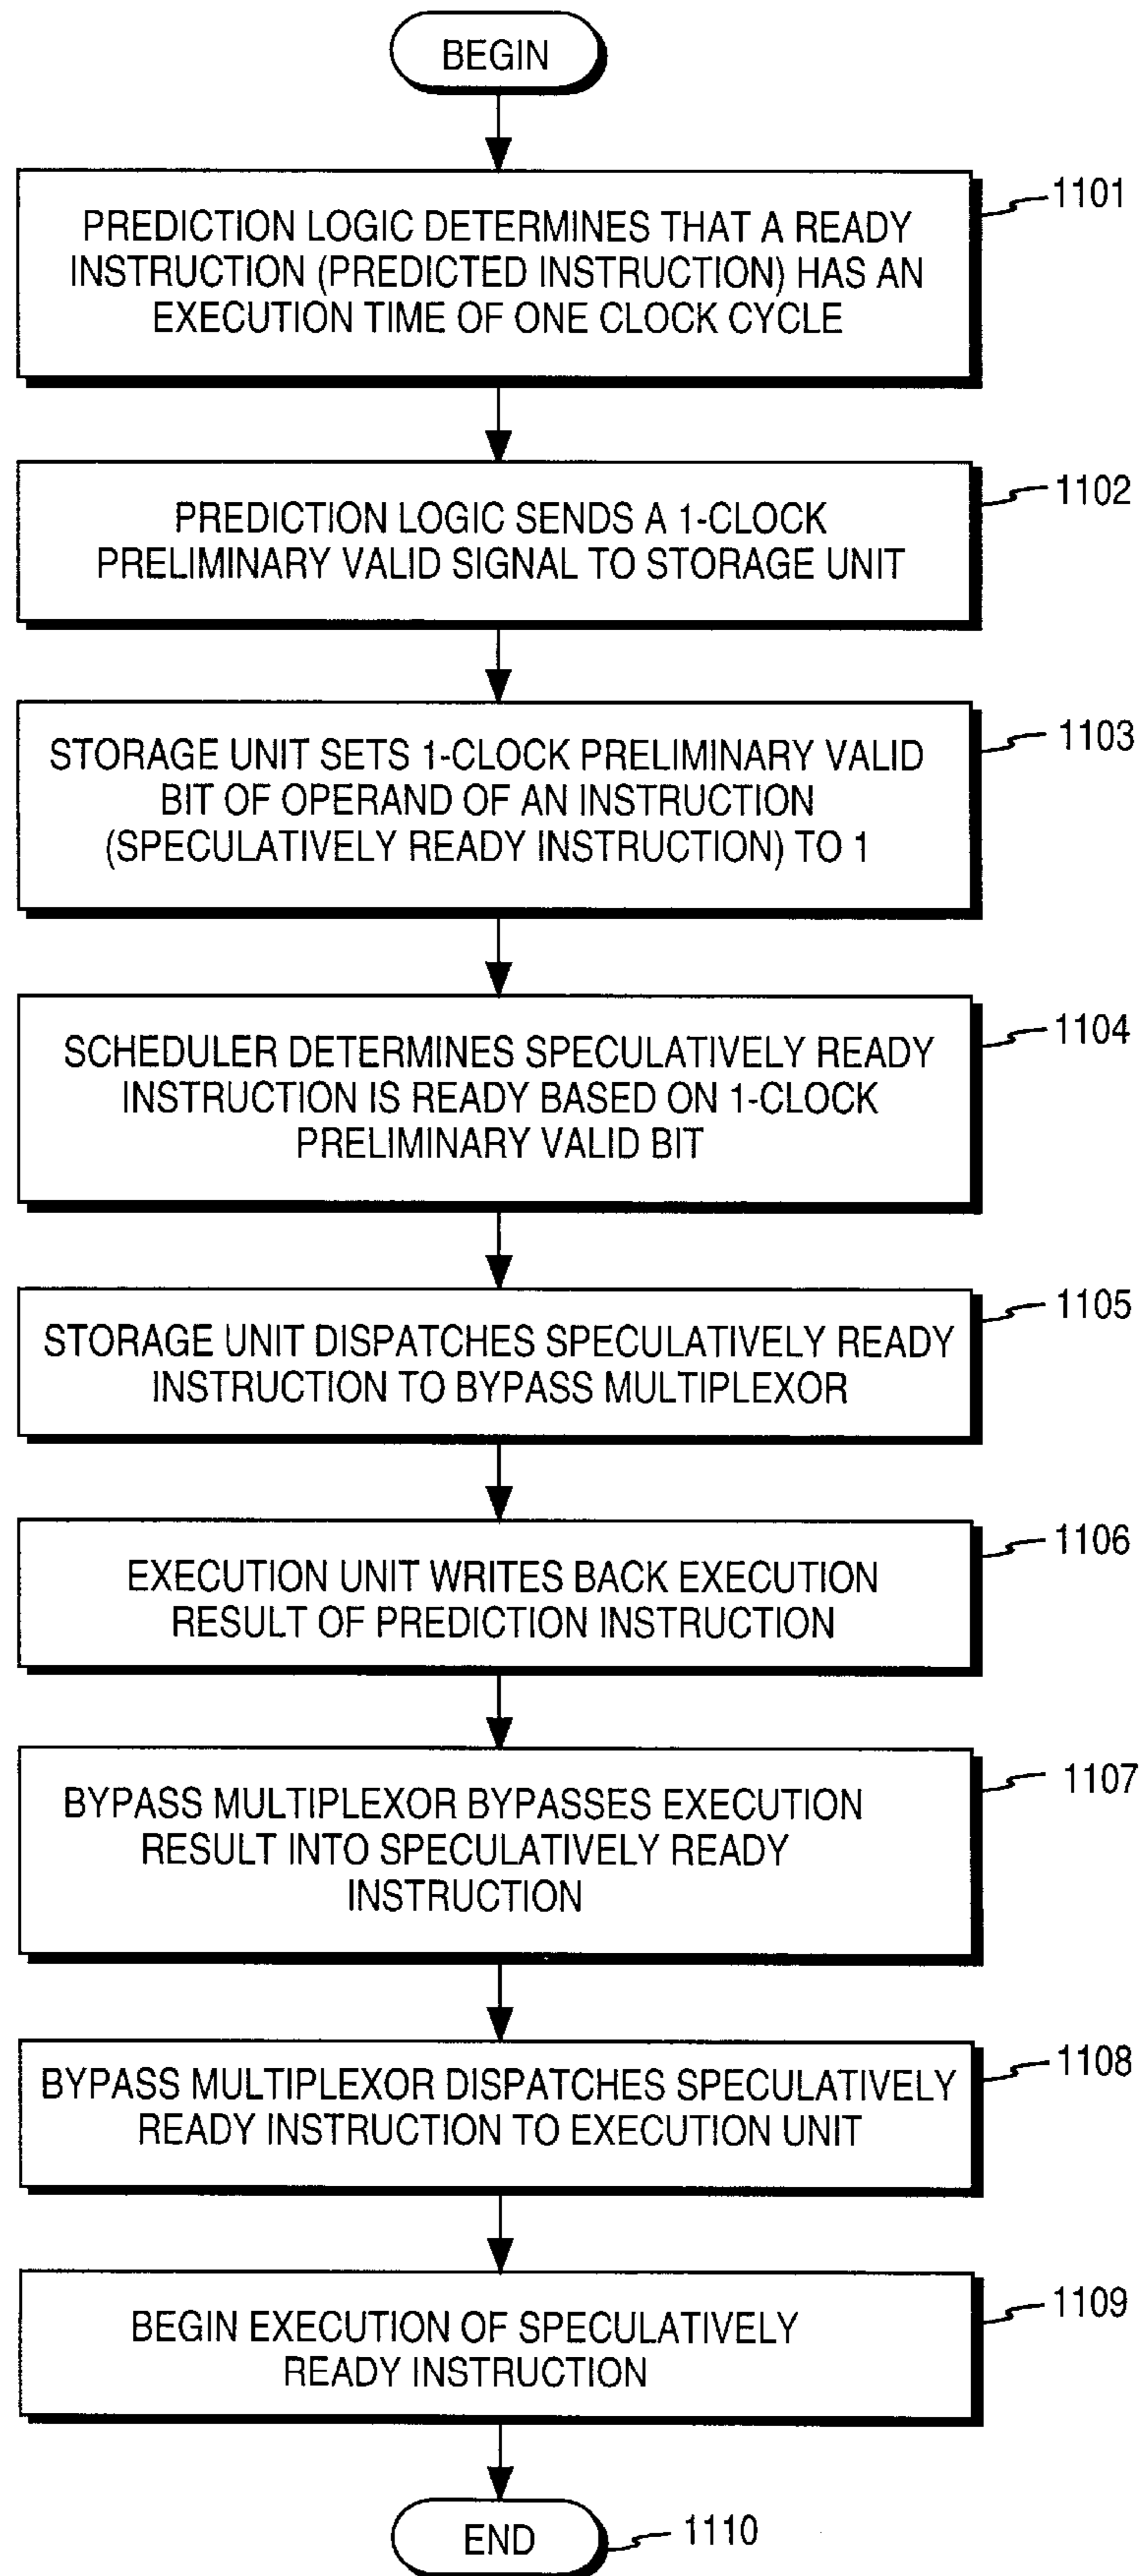 BEGIN
PREDICTION LOGIC DETERMINES THAT A READY
INSTRUCTION (PREDICTED INSTRUCTION) HAS AN
EXECUTION TIME OF ONE CLOCK CYCLE
1101
PREDICTION LOGIC SENDS A 1-CLOCK
PRELIMINARY VALID SIGNAL TO STORAGE UNIT
1102
STORAGE UNIT SETS 1-CLOCK PRELIMINARY VALID
BIT OF OPERAND OF AN INSTRUCTION
(SPECULATIVELY READY INSTRUCTION) TO 1
1103
SCHEDULER DETERMINES SPECULATIVELY READY
INSTRUCTION IS READY BASED ON 1-CLOCK
PRELIMINARY VALID BIT
1104
STORAGE UNIT DISPATCHES SPECULATIVELY READY
INSTRUCTION TO BYPASS MULTIPLEXOR
1105
EXECUTION UNIT WRITES BACK EXECUTION
RESULT OF PREDICTION INSTRUCTION
1106
BYPASS MULTIPLEXOR BYPASSES EXECUTION
RESULT INTO SPECULATIVELY READY
INSTRUCTION
1107
BYPASS MULTIPLEXOR DISPATCHES SPECULATIVELY
READY INSTRUCTION TO EXECUTION UNIT
1108
BEGIN EXECUTION OF SPECULATIVELY
READY INSTRUCTION
1109
END
1110